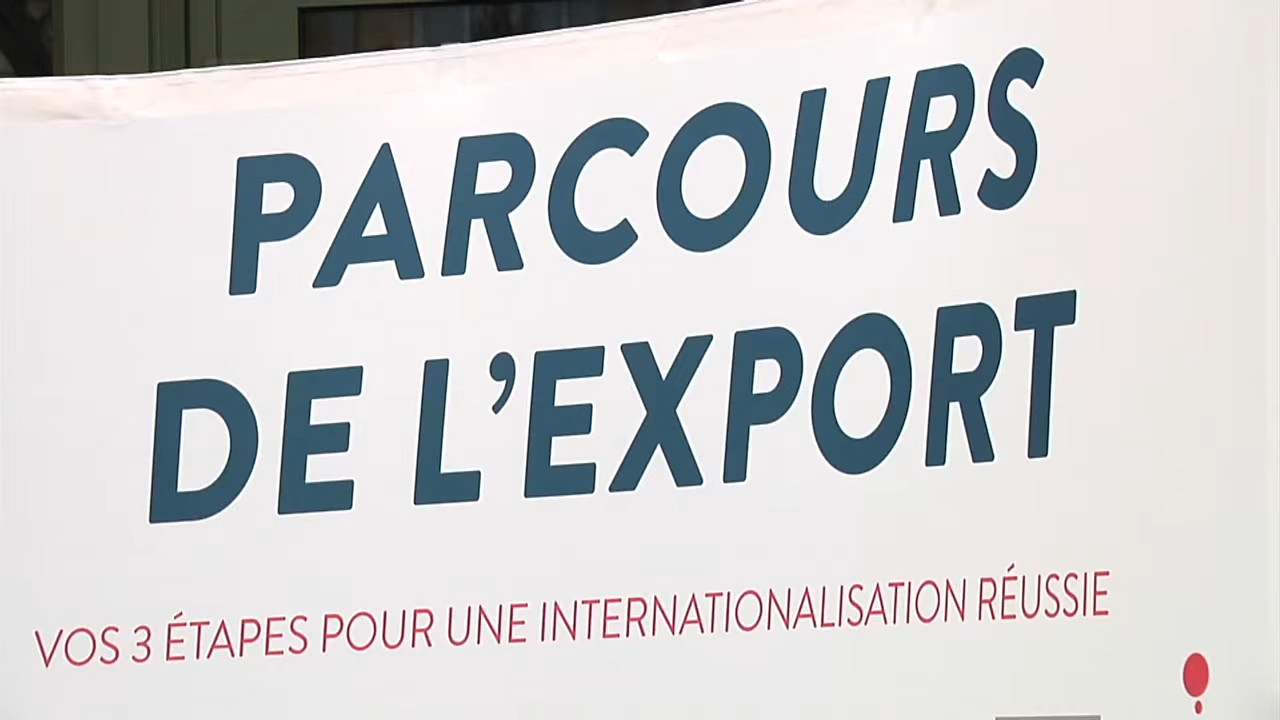 PARCOURS
DE L’EXPORT
VOS 3 ÉTAPES POUR UNE INTERNATIONALISATION RÉUSSIE